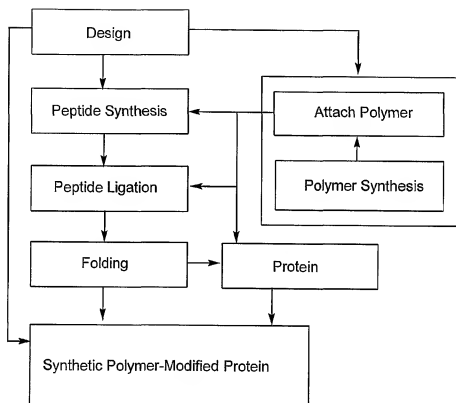 Design
Peptide Synthesis
Attach Polymer
Peptide Ligation
Polymer Synthesis
Folding
Protein
Synthetic Polymer-Modified Protein